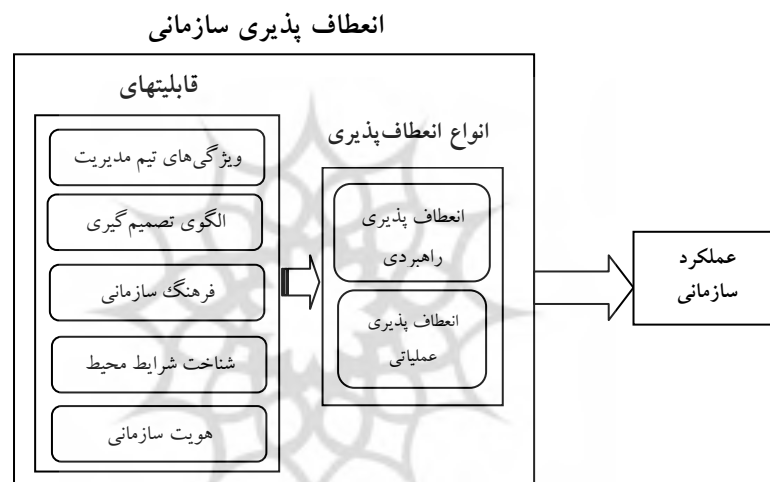 انعطاف پذیری سازمانی
قابلیتهای
ویژگی‌های تیم مدیریت
الگوی تصمیم‌گیری
فرهنگ سازمانی
شناخت شرایط محیط
هویت سازمانی
انواع انعطاف‌پذیری
انعطاف پذیری
راهبردی
انعطاف پذیری
عملیاتی
عملکرد
سازمانی